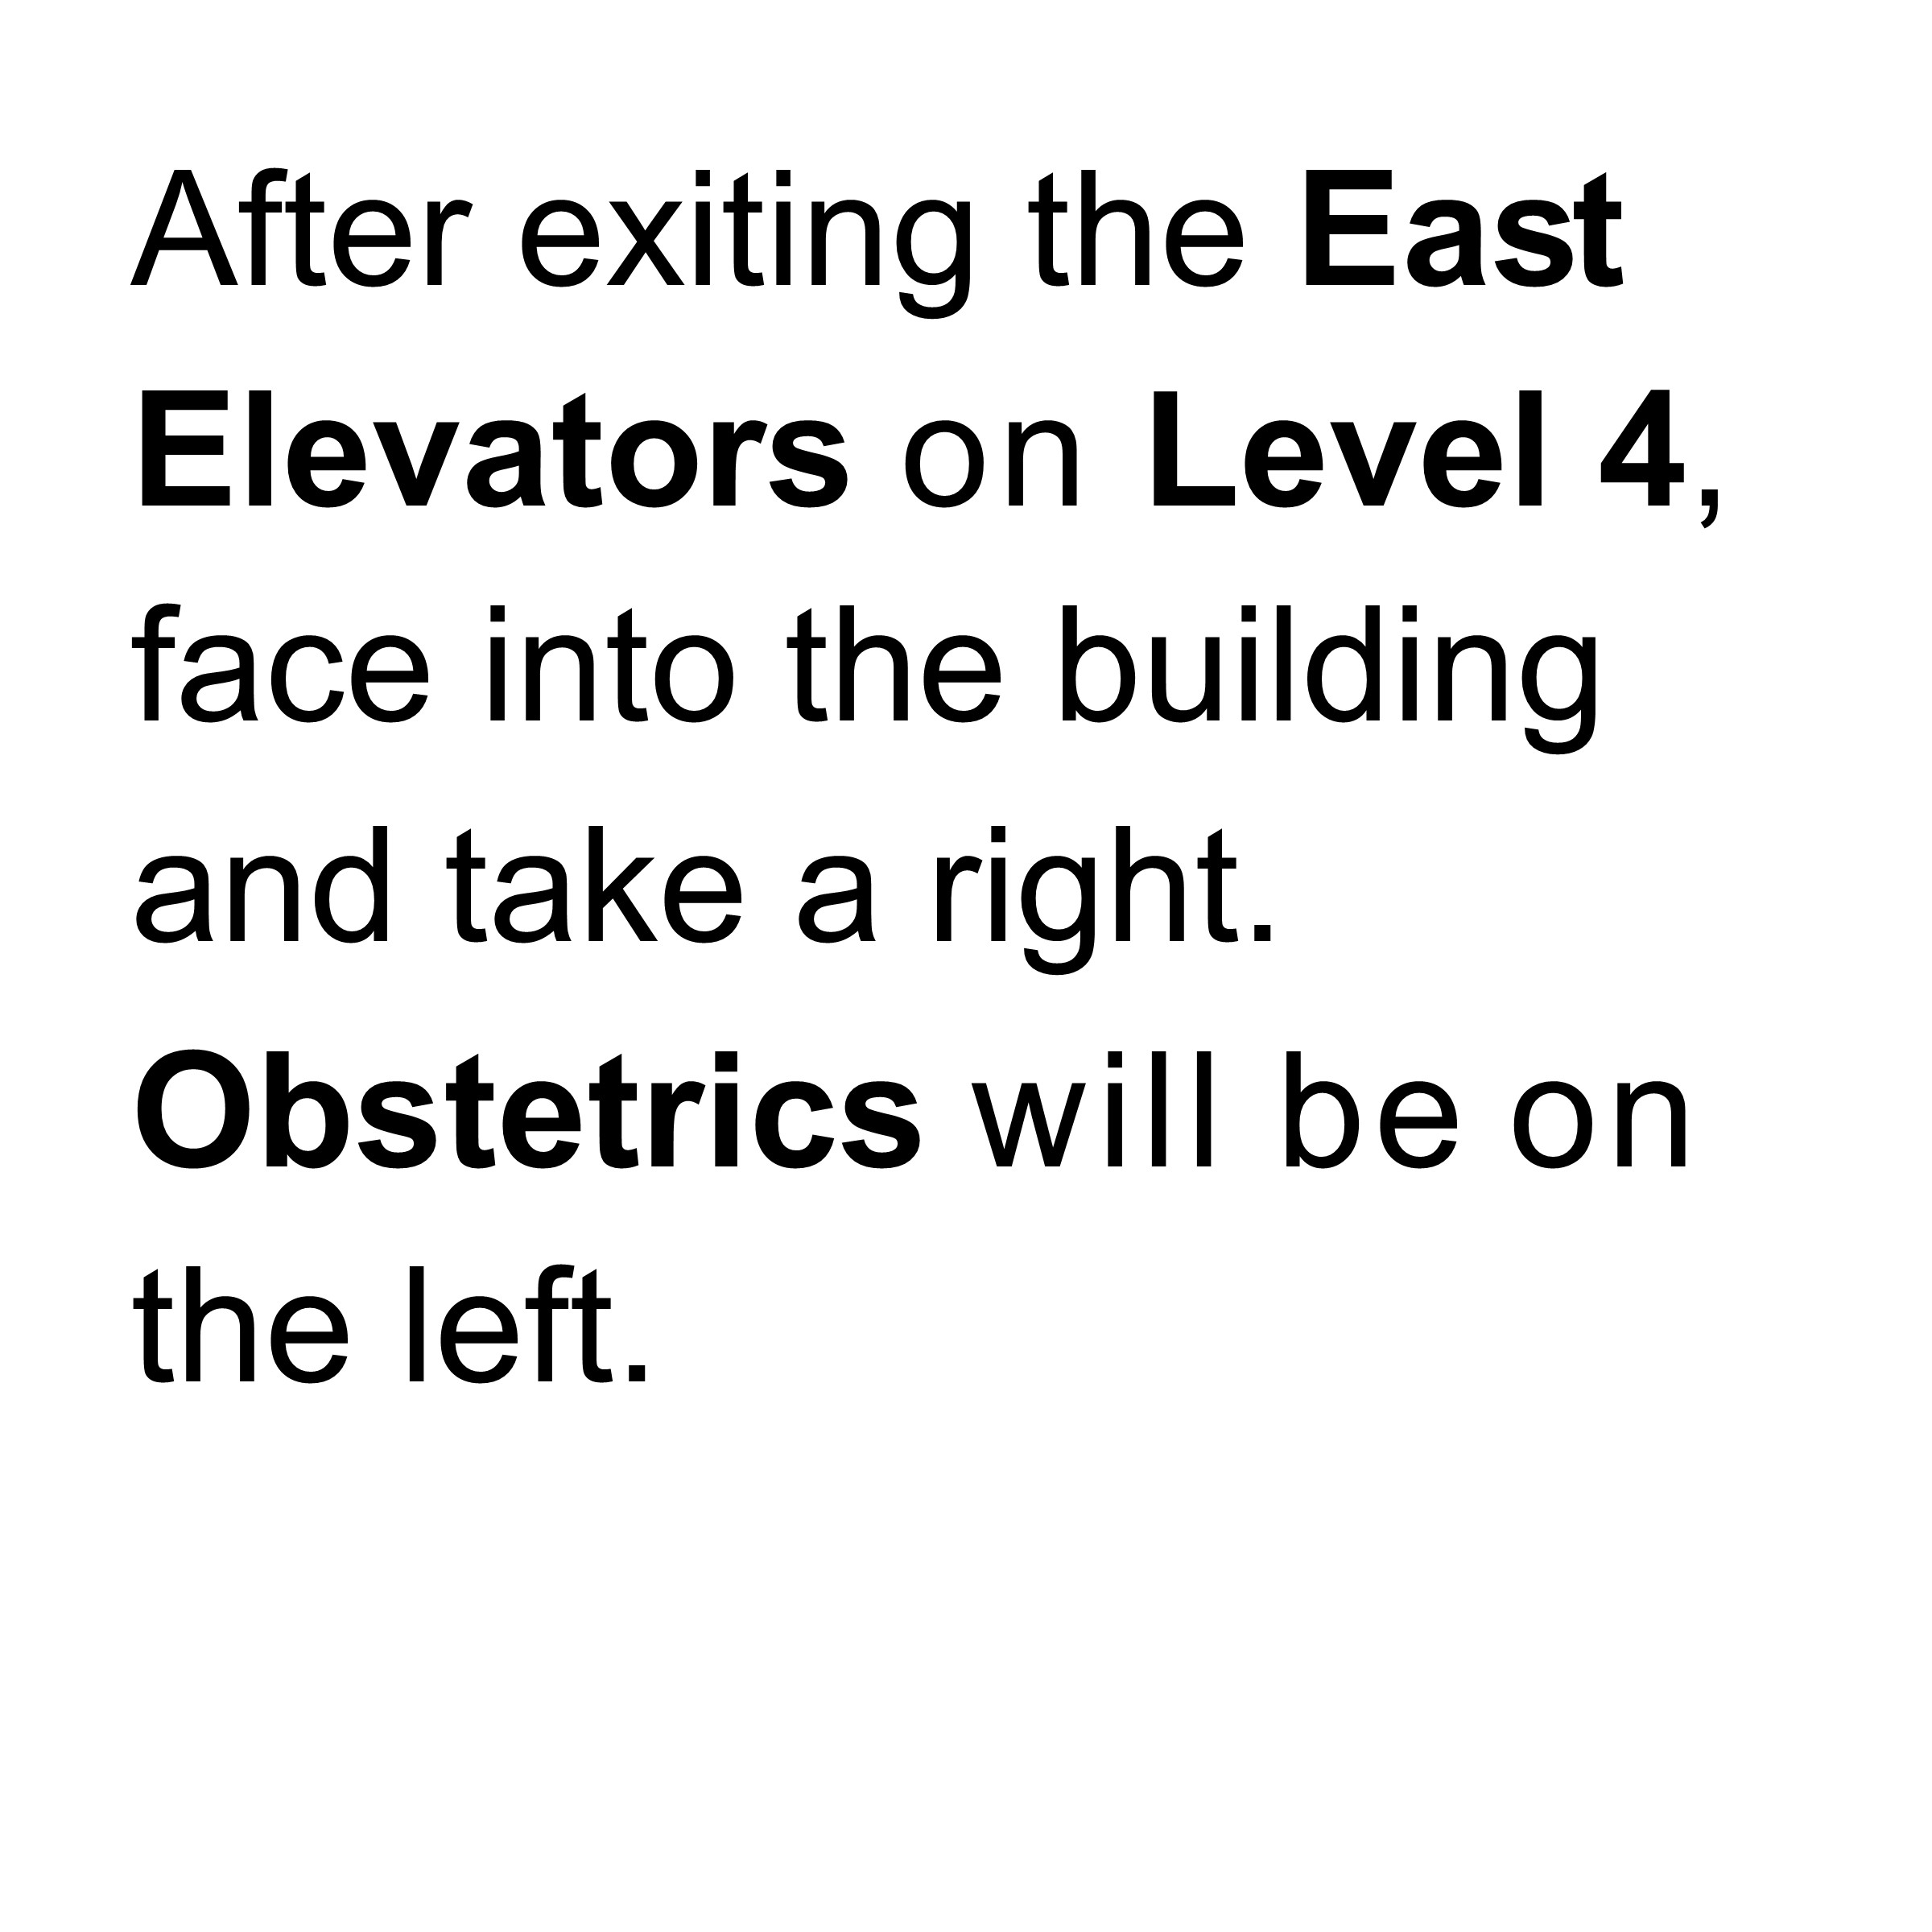 After exiting the East
Elevators on Level 4,
face into the building
and take a right.
Obstetrics will be on
the left.